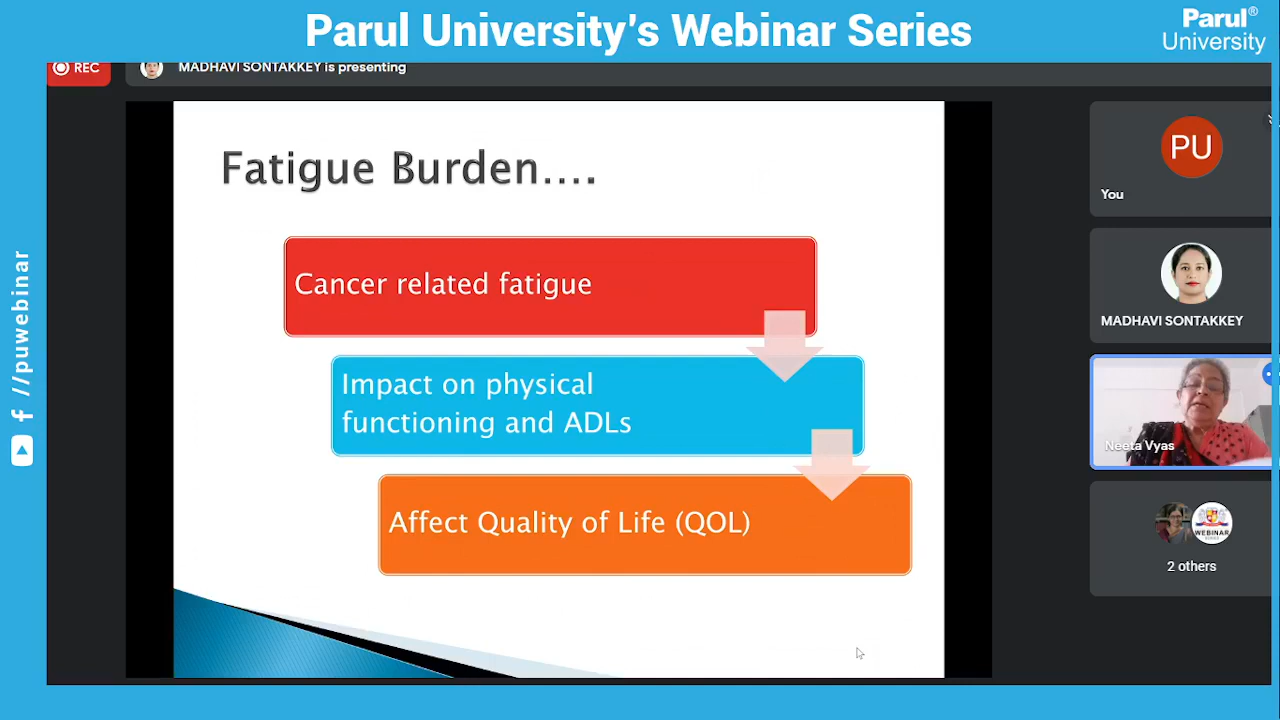 Parul University's Webinar Series
Parul®
University
REC
MADHAVI SONTAKKEY is presenting
Fatigue Burden....
Cancer related fatigue
Impact on physical
functioning and ADLs
Affect Quality of Life (QOL)
PU
You
MADHAVI SONTAKKEY
Neeta Vyas
WEBINAR
2 others
f //puwebinar